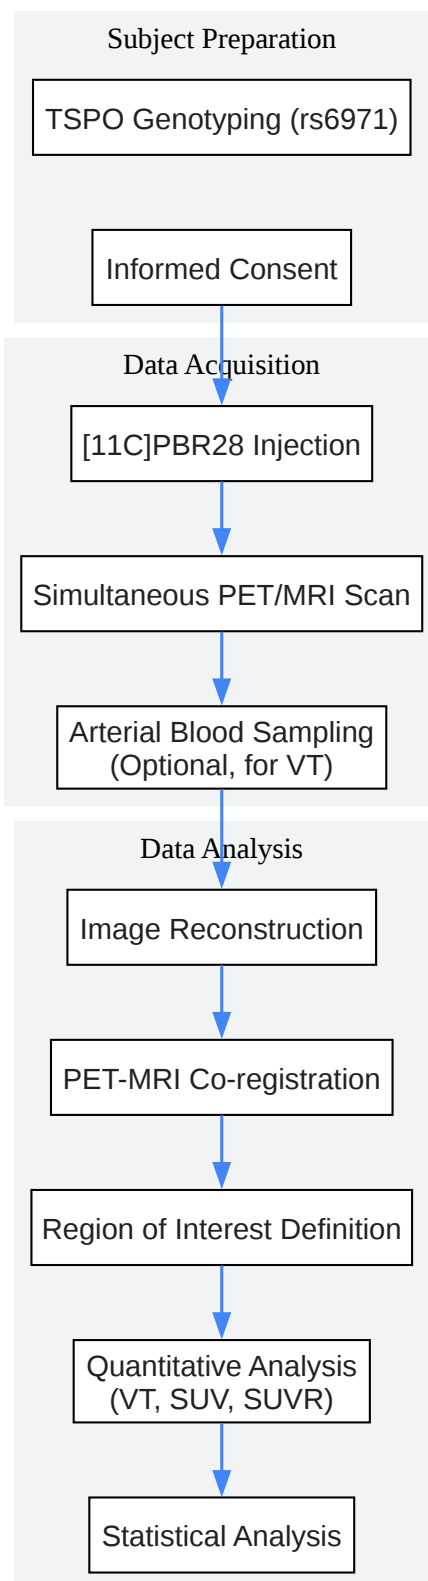 Subject Preparation
TSPO Genotyping (rs6971)
Informed Consent
Data Acquisition
[11C]PBR28 Injection
Simultaneous PET/MRI Scan
Arterial Blood Sampling
(Optional, for VT)
Data Analysis
Image Reconstruction
PET-MRI Co-registration
Region of Interest Definition
Quantitative Analysis
(VT, SUV, SUVR)
Statistical Analysis